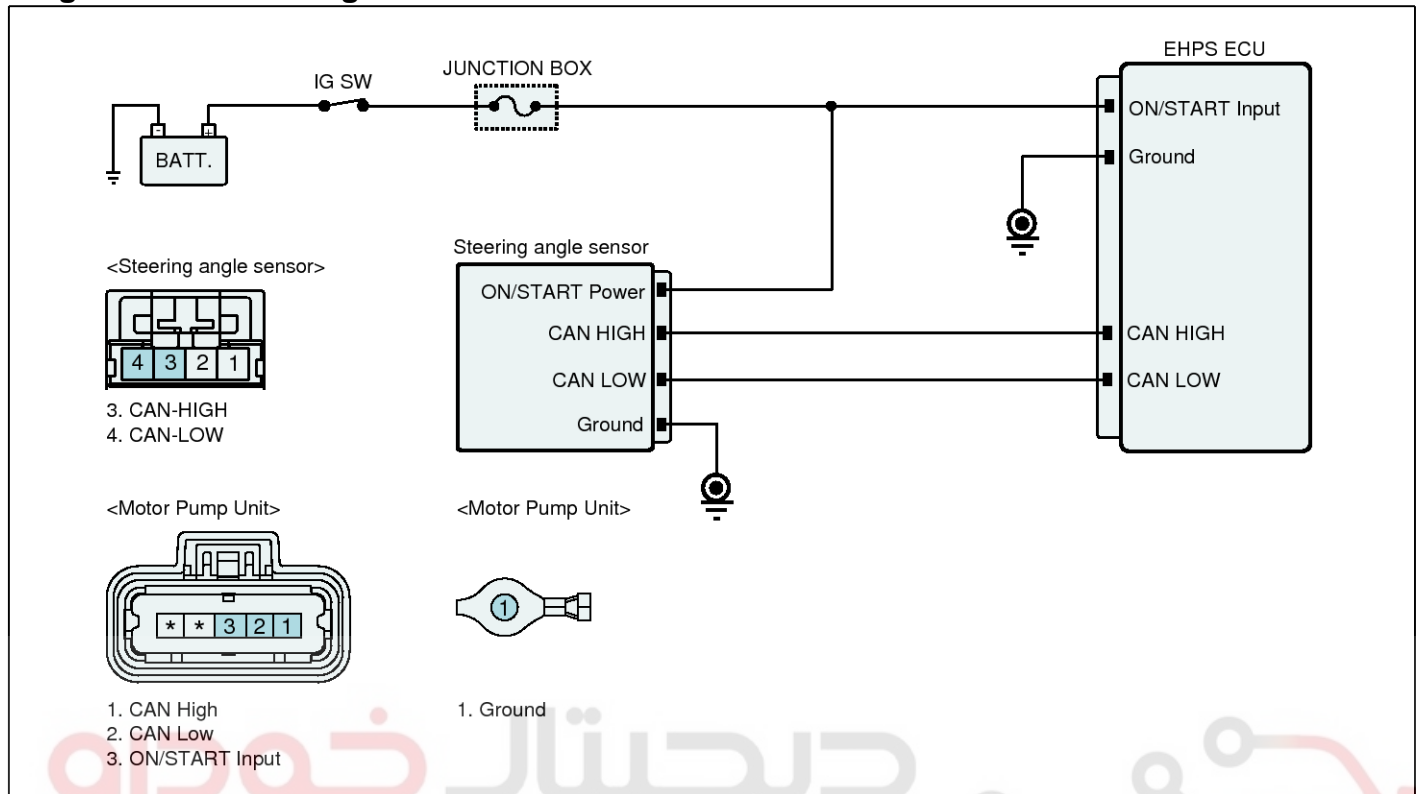 EHPS ECU
IG SW
JUNCTION BOX
BATT.
-
+
ON/START Input
Ground
Steering angle sensor
ON/START Power
CAN HIGH
CAN LOW
Ground
CAN HIGH
CAN LOW
<Steering angle sensor>
4 3 2 1
3. CAN-HIGH
4. CAN-LOW
<Motor Pump Unit>
* * 3 2 1
1. CAN High
2. CAN Low
3. ON/START Input
<Motor Pump Unit>
1
1. Ground
دیجیتال خودرو